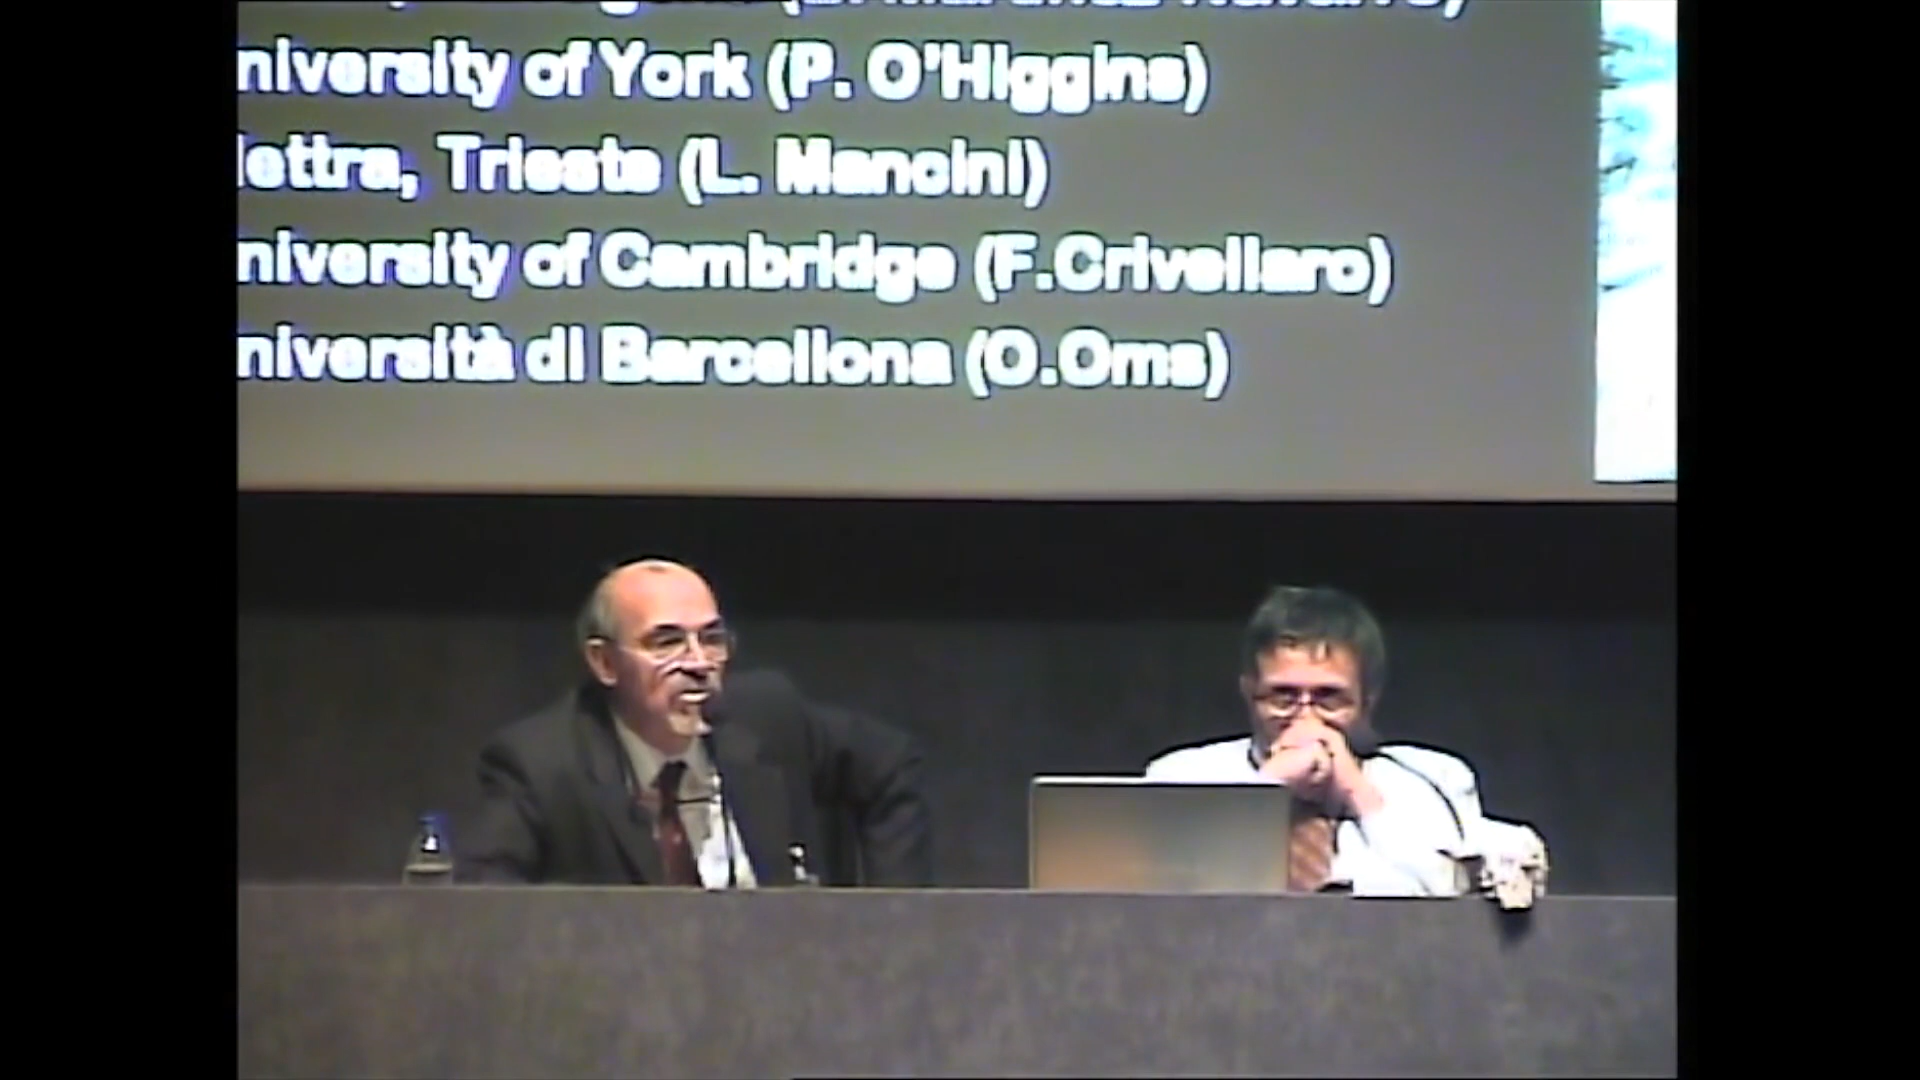 niversity of York (P. O'Higgins)
lettra, Trieste (L. Mancini)
niversity of Cambridge (F.Crivellaro)
niversità di Barcellona (O.Oms)